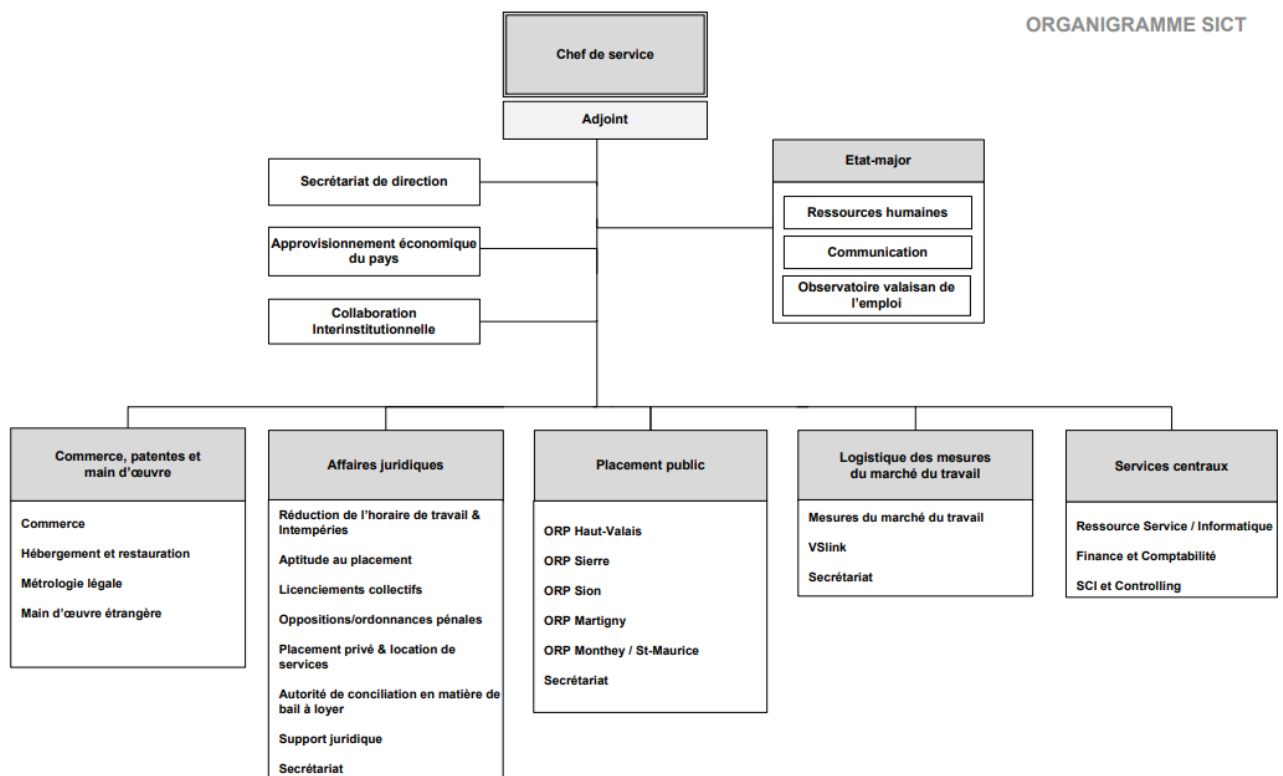 ORGANIGRAMME SICT
Chef de service
Adjoint
Secrétariat de direction
Approvisionnement économique
du pays
Collaboration
Interinstitutionnelle
Etat-major
Ressources humaines
Communication
Observatoire valaisan de
l'emploi
Commerce, patentes et
main d'œuvre
Commerce
Hébergement et restauration
Métrologie légale
Main d'œuvre étrangère
Affaires juridiques
Réduction de l'horaire de travail &
Intempéries
Aptitude au placement
Licenciements collectifs
Oppositions/ordonnances pénales
Placement privé & location de
services
Autorité de conciliation en matière de
bail à loyer
Support juridique
Secrétariat
Placement public
ORP Haut-Valais
ORP Sierre
ORP Sion
ORP Martigny
ORP Monthey / St-Maurice
Secrétariat
Logistique des mesures
du marché du travail
Mesures du marché du travail
VSlink
Secrétariat
Services centraux
Ressource Service / Informatique
Finance et Comptabilité
SCI et Controlling